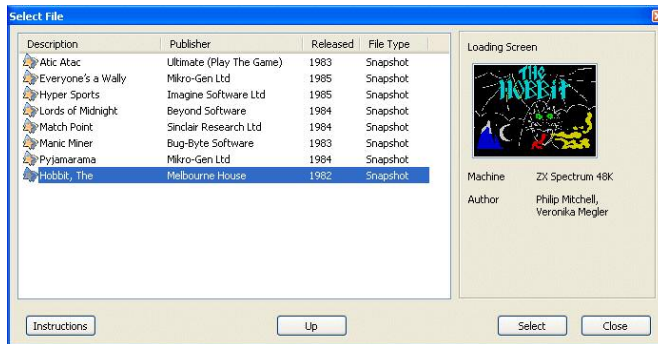 Select File
Description Publisher Released File Type
Atic Atac Ultimate (Play The Game) 1983 Snapshot
Everyone's a Wally Mikro-Gen Ltd 1985 Snapshot
Hyper Sports Imagine Software Ltd 1985 Snapshot
Lords of Midnight Beyond Software 1984 Snapshot
Match Point Sinclair Research Ltd 1984 Snapshot
Manic Miner Bug-Byte Software 1983 Snapshot
Pyjamarama Mikro-Gen Ltd 1984 Snapshot
Hobbit, The Melbourne House 1982 Snapshot
Loading Screen
THE
HOBBIT
Machine ZX Spectrum 48K
Author Philip Mitchell,
Veronika Megler
Instructions Up Select Close